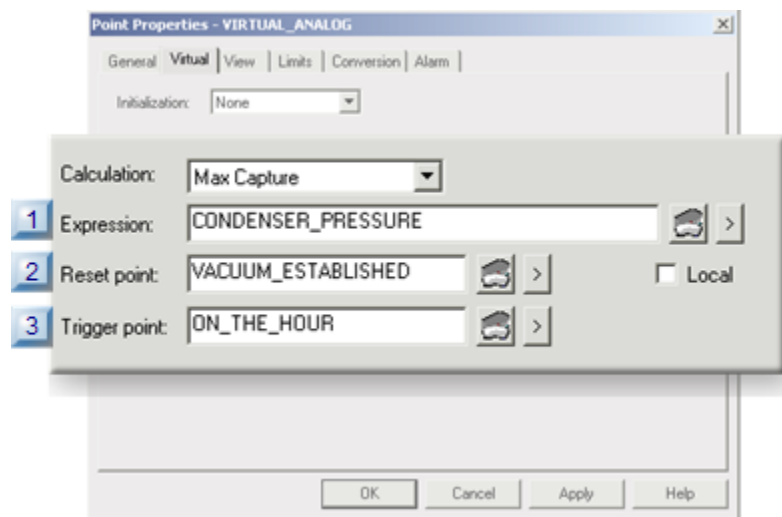 Point Properties - VIRTUAL_ANALOG
General Virtual View Limits Conversion Alarm
Initialization: None
Calculation: Max Capture
1 Expression: CONDENSER_PRESSURE >
2 Reset point: VACUUM_ESTABLISHED > Local
3 Trigger point: ON_THE_HOUR >
OK Cancel Apply Help